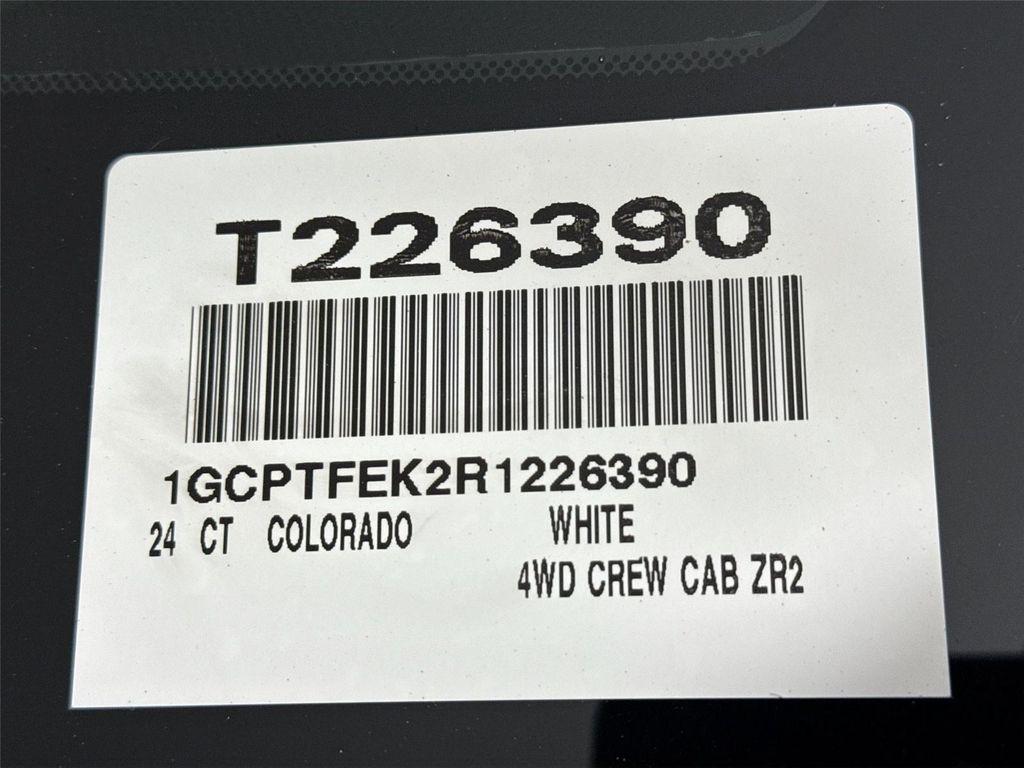 T226390
1GCPTFEK2R1226390
24 CT COLORADO WHITE
4WD CREW CAB ZR2